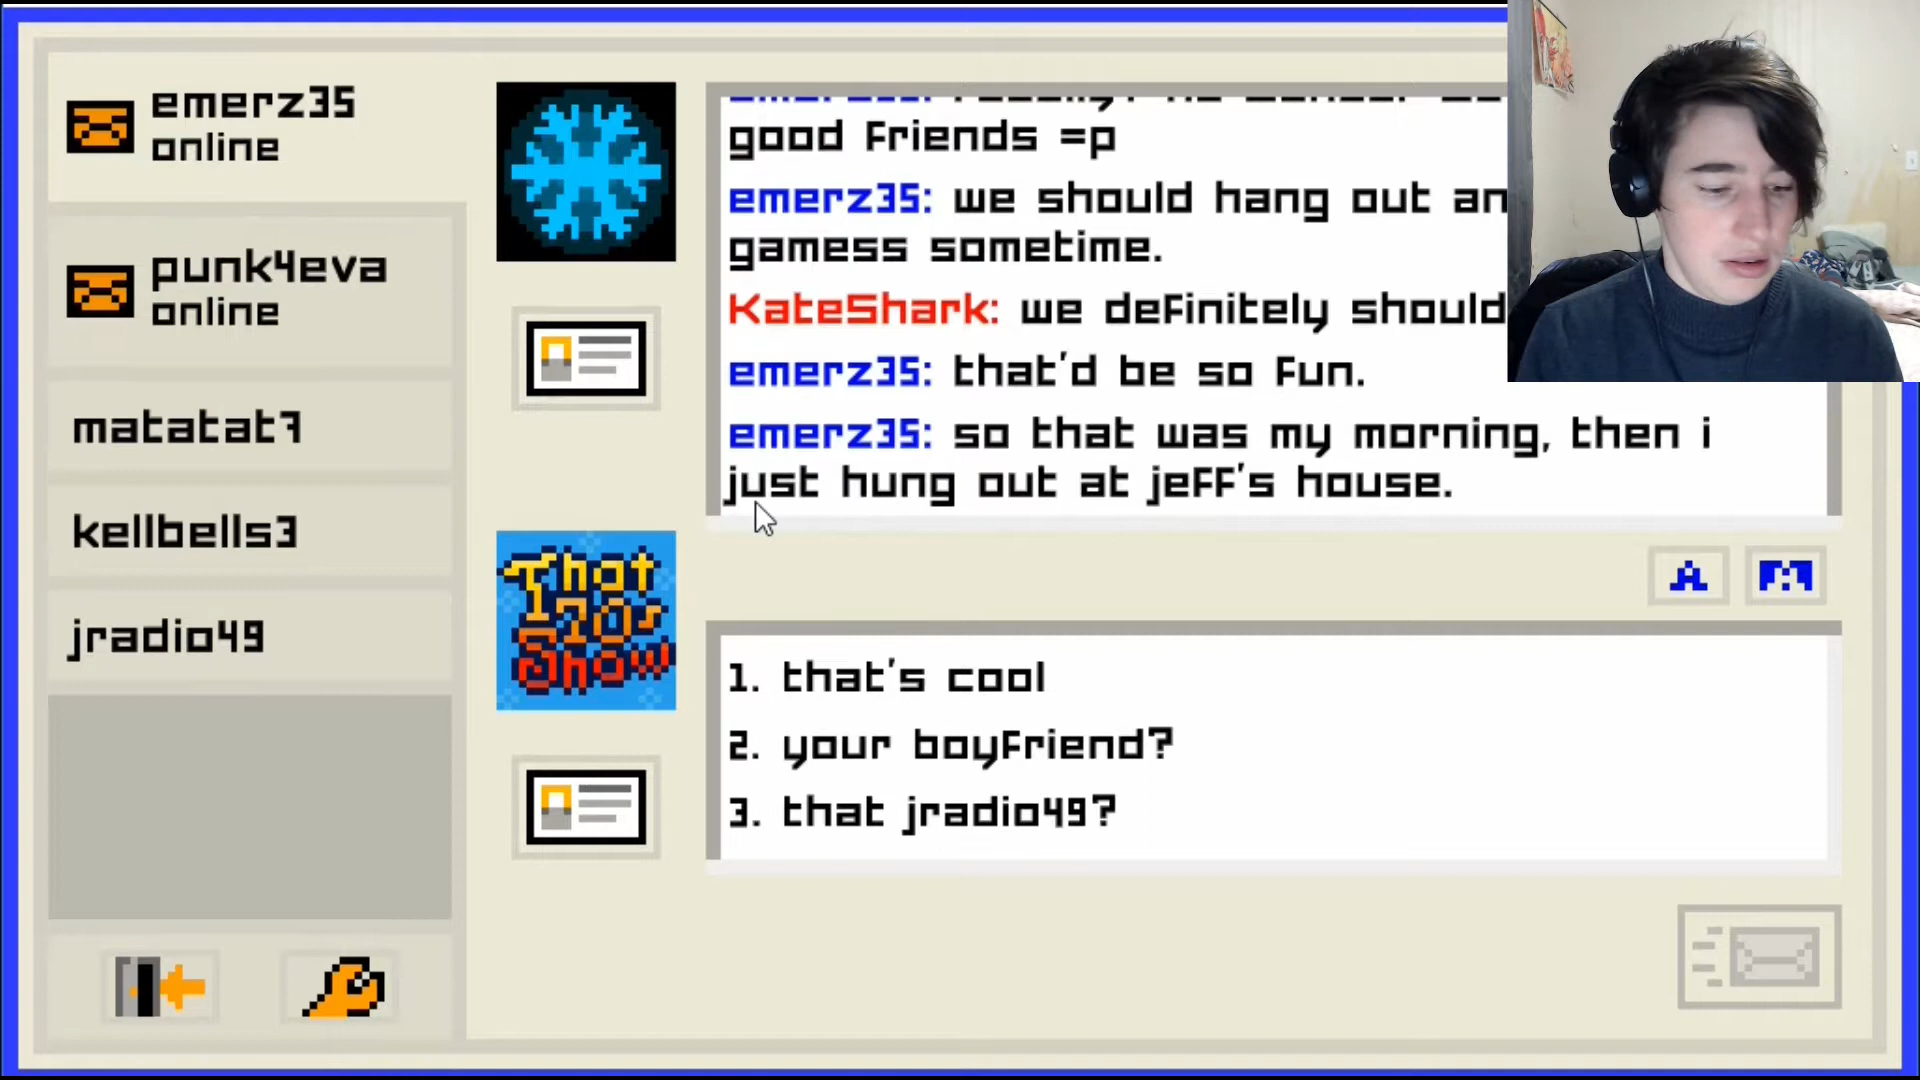 emerz35
online
punk4eva
online
matatat7
kellbells3
jradio49
good friends =p
emerz35: we should hang out an
gamess sometime.
KateShark: we definitely should
emerz35: that'd be so fun.
emerz35: so that was my morning, then i
just hung out at jeff's house.
That
70s
Show
A
1. that's cool
2. your boyfriend?
3. that jradio49?